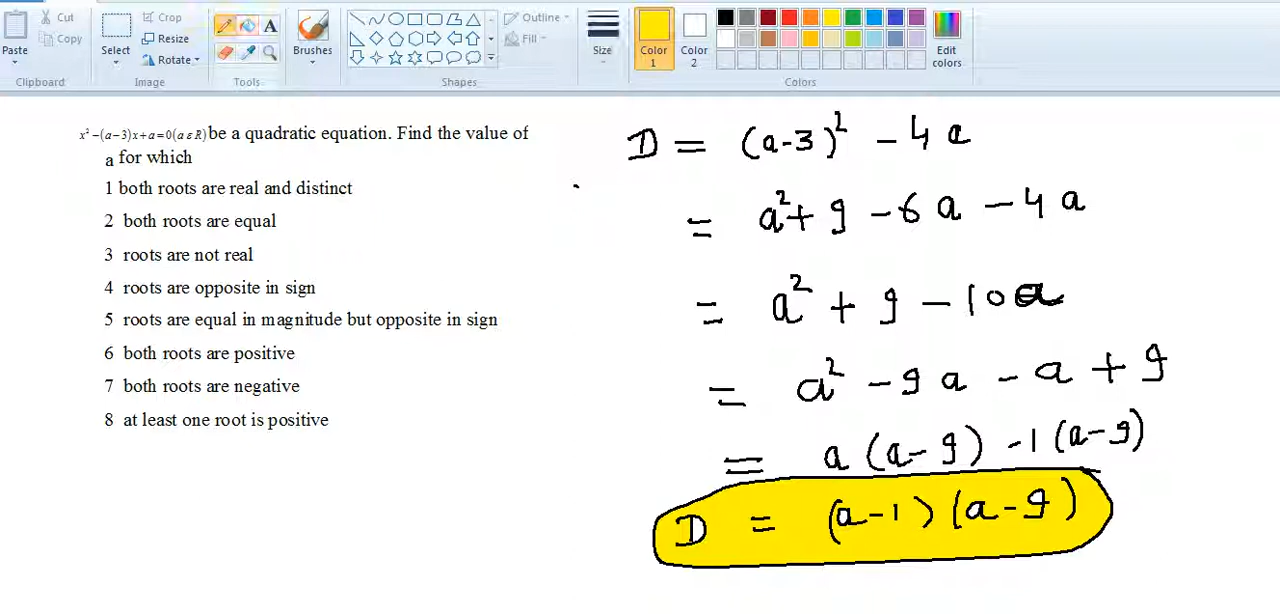 Paste
Cut
Copy
Clipboard
Select
Crop
Resize
Rotate
Image
A
Tools
Brushes
Shapes
Outline
Fill
Size
Color 1
Color 2
Edit colors
Colors
x² −(a−3)x+a=0(a ε R) be a quadratic equation. Find the value of
a for which
1 both roots are real and distinct
2 both roots are equal
3 roots are not real
4 roots are opposite in sign
5 roots are equal in magnitude but opposite in sign
6 both roots are positive
7 both roots are negative
8 at least one root is positive
D = (a-3)² - 4a
= a² + 9 - 6a - 4a
= a² + 9 - 10a
= a² - 9a - a + 9
= a (a-9) -1 (a-9)
D = (a-1) (a-9)